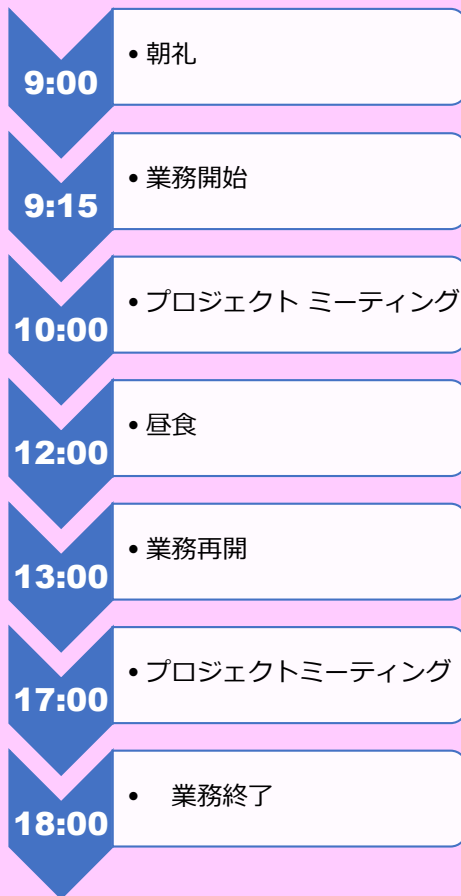 9:00
• 朝礼
9:15
• 業務開始
10:00
• プロジェクト ミーティング
12:00
• 昼食
13:00
• 業務再開
17:00
• プロジェクトミーティング
18:00
•　業務終了